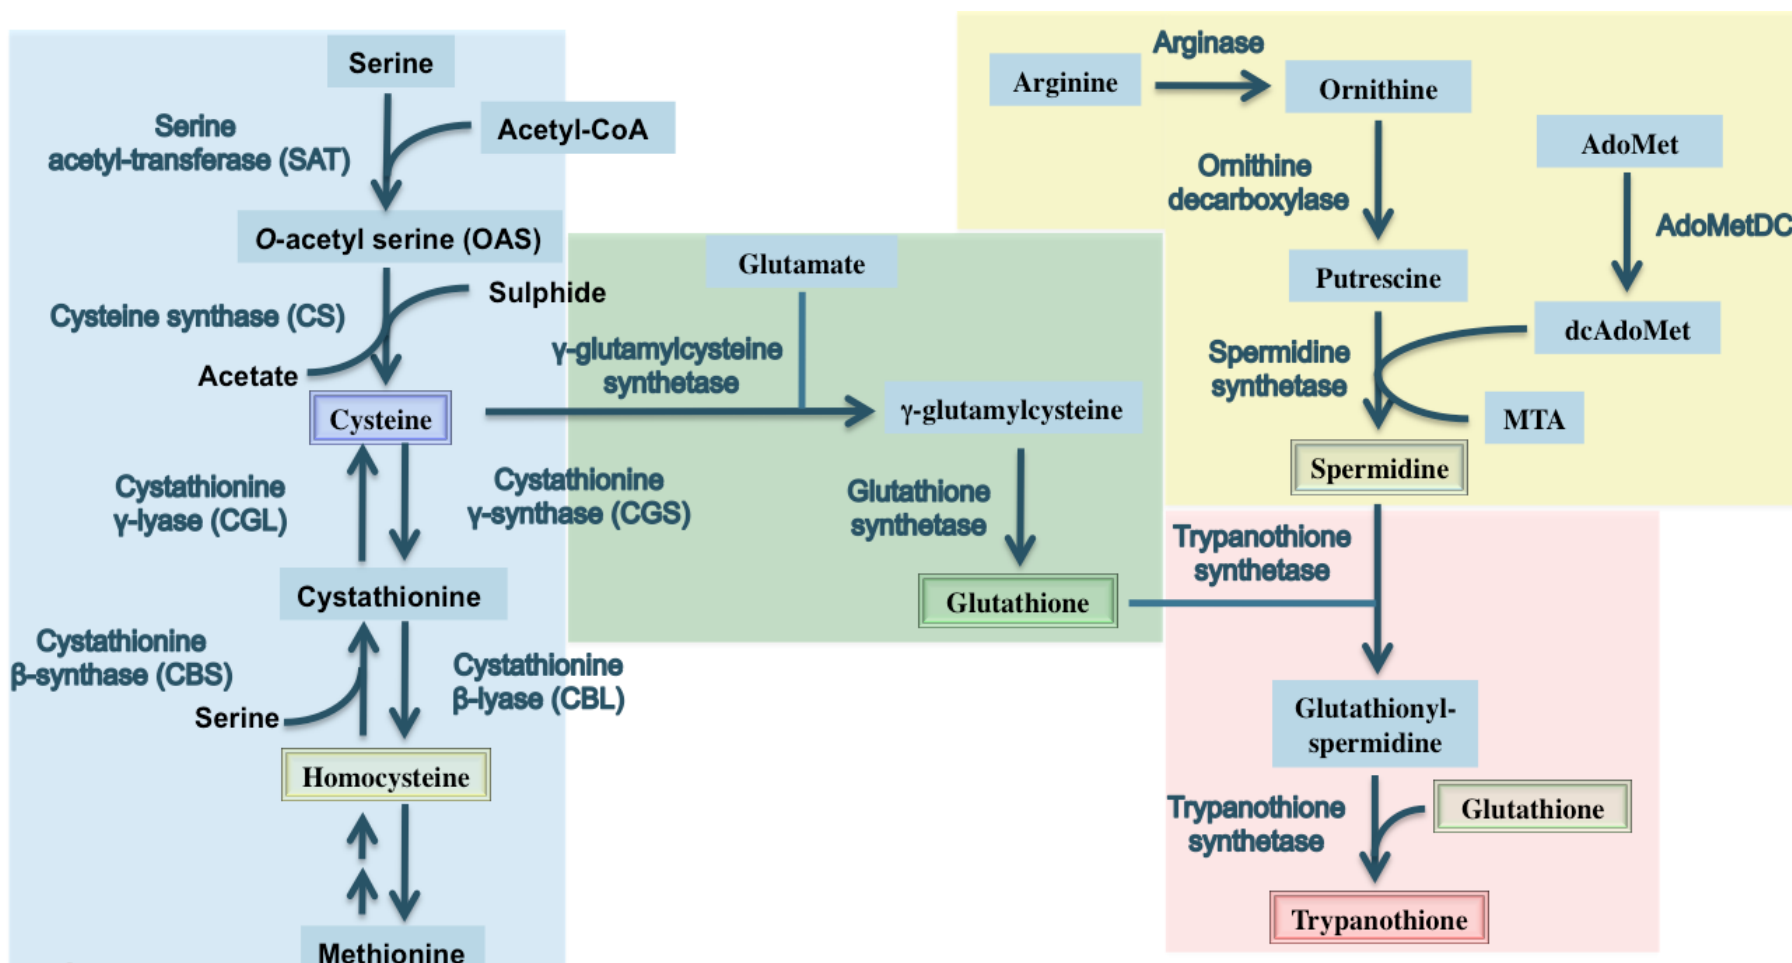 Serine
Serine
acetyl-transferase (SAT)
Acetyl-CoA
O-acetyl serine (OAS)
Cysteine synthase (CS)
Sulphide
Acetate
Cysteine
Cystathionine
γ-lyase (CGL)
Cystathionine
γ-synthase (CGS)
Cystathionine
Cystathionine
β-synthase (CBS)
Serine
Cystathionine
β-lyase (CBL)
Homocysteine
Methionine
Glutamate
γ-glutamylcysteine
synthetase
γ-glutamylcysteine
Glutathione
synthetase
Glutathione
Arginine
Arginase
Ornithine
Ornithine
decarboxylase
AdoMet
AdoMetDC
Putrescine
dcAdoMet
Spermidine
synthetase
MTA
Spermidine
Trypanothione
synthetase
Glutathionyl-
spermidine
Trypanothione
synthetase
Glutathione
Trypanothione